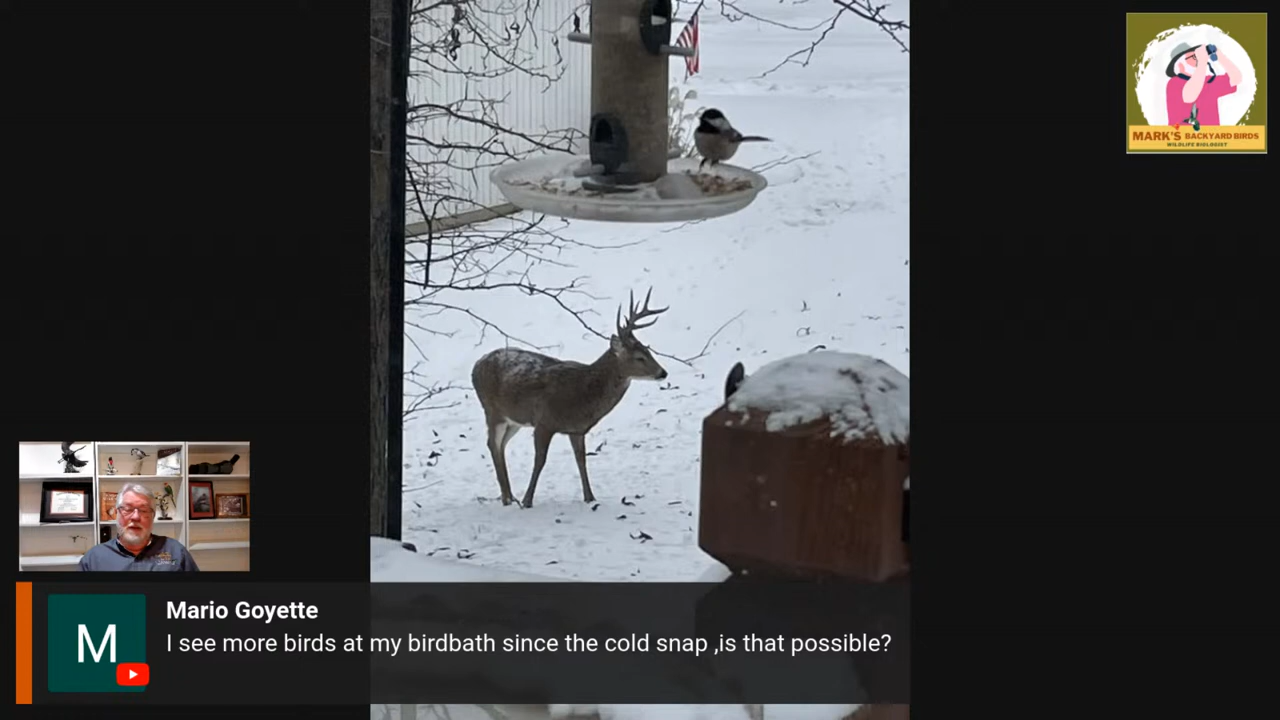 MARK'S BACKYARD BIRDS
WILDLIFE BIOLOGIST
M
Mario Goyette
I see more birds at my birdbath since the cold snap ,is that possible?